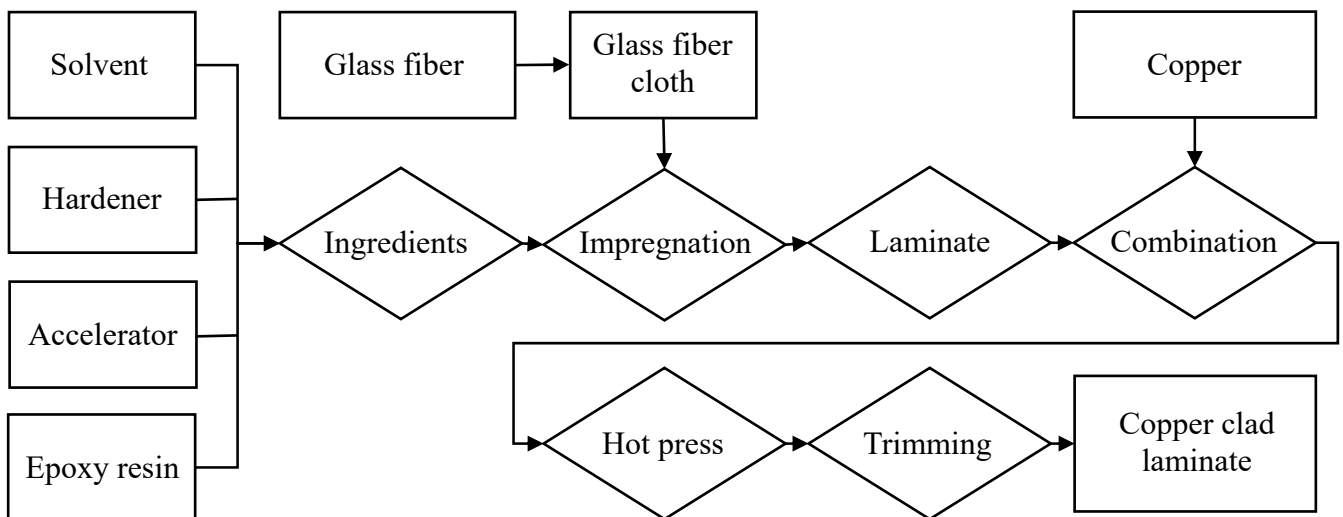 Solvent
Glass fiber
Glass fiber
cloth
Copper
Hardener
Ingredients
Impregnation
Laminate
Combination
Accelerator
Epoxy resin
Hot press
Trimming
Copper clad
laminate